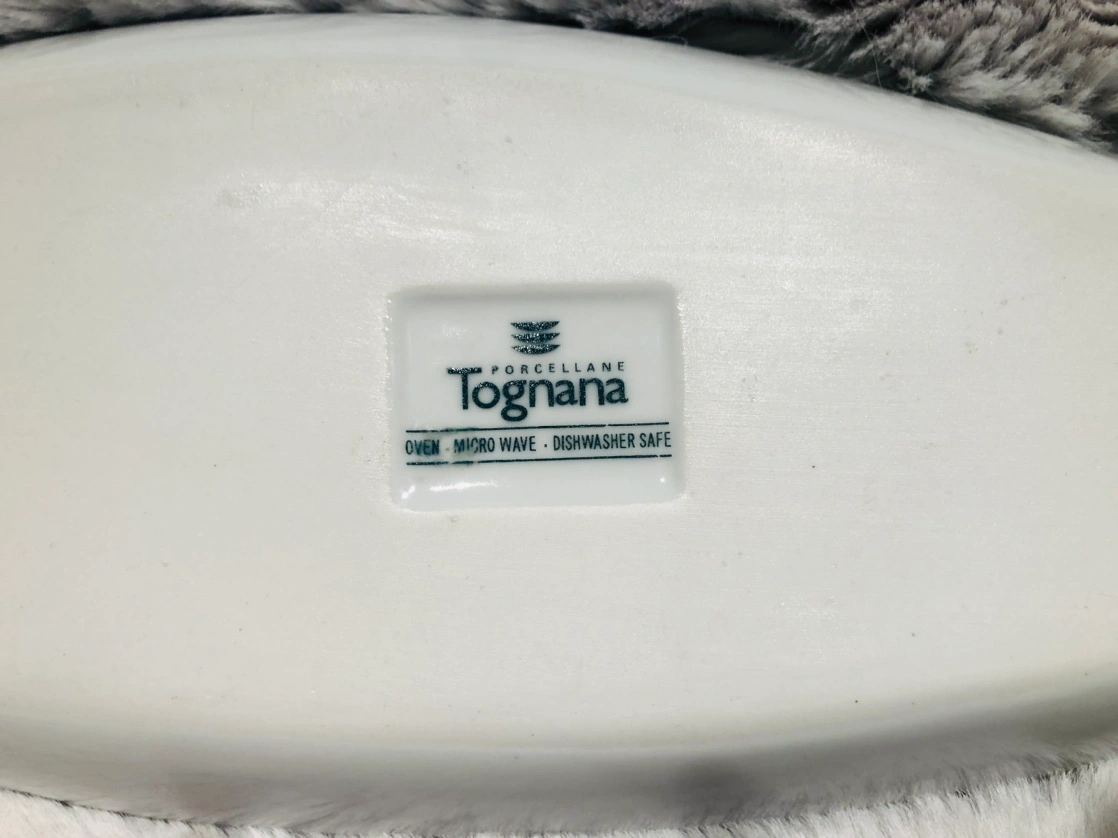 PORCELLANE
Tognana
OVEN · MICRO WAVE · DISHWASHER SAFE